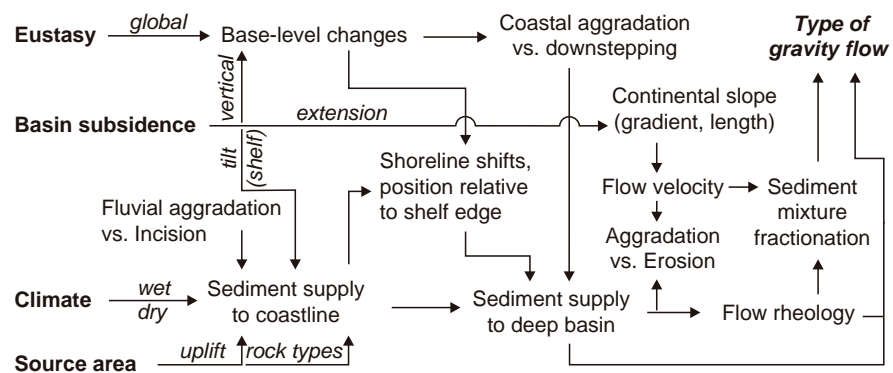 Eustasy
global
Base-level changes
Coastal aggradation
vs. downstepping
Type of
gravity flow
vertical
Basin subsidence
extension
Continental slope
(gradient, length)
tilt
(shelf)
Shoreline shifts,
position relative
to shelf edge
Flow velocity
Sediment
mixture
fractionation
Fluvial aggradation
vs. Incision
Aggradation
vs. Erosion
Climate
wet
dry
Sediment supply
to coastline
Sediment supply
to deep basin
Flow rheology
Source area
uplift
rock types